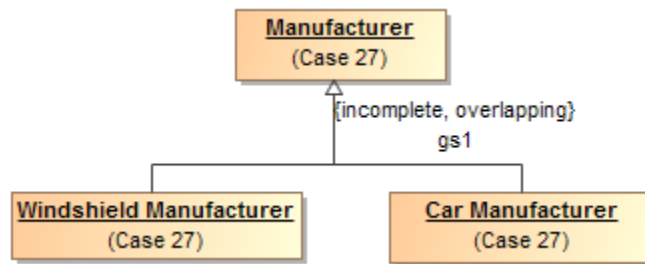 Manufacturer
(Case 27)
{incomplete, overlapping}
gs1
Windshield Manufacturer
(Case 27)
Car Manufacturer
(Case 27)